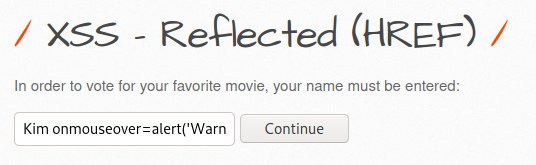 / XSS - Reflected (HREF) /
In order to vote for your favorite movie, your name must be entered:
Kim onmouseover=alert('Warn Continue